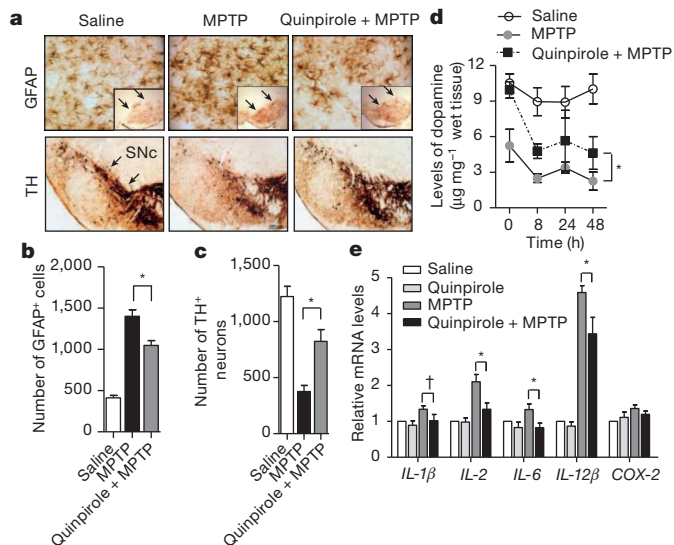 a
Saline
MPTP
Quinpirole + MPTP
GFAP
TH
SNc
b
Number of GFAP⁺ cells
2,000
1,500
1,000
500
0
*
Saline
MPTP
Quinpirole + MPTP
c
Number of TH⁺
neurons
1,500
1,000
500
0
*
Saline
MPTP
Quinpirole + MPTP
d
Saline
MPTP
Quinpirole + MPTP
Levels of dopamine
(µg mg⁻¹ wet tissue)
12
9
6
3
0
*
0 8 24 48
Time (h)
e
Saline
Quinpirole
MPTP
Quinpirole + MPTP
Relative mRNA levels
5
4
3
2
1
0
† * * *
IL-1β IL-2 IL-6 IL-12β COX-2